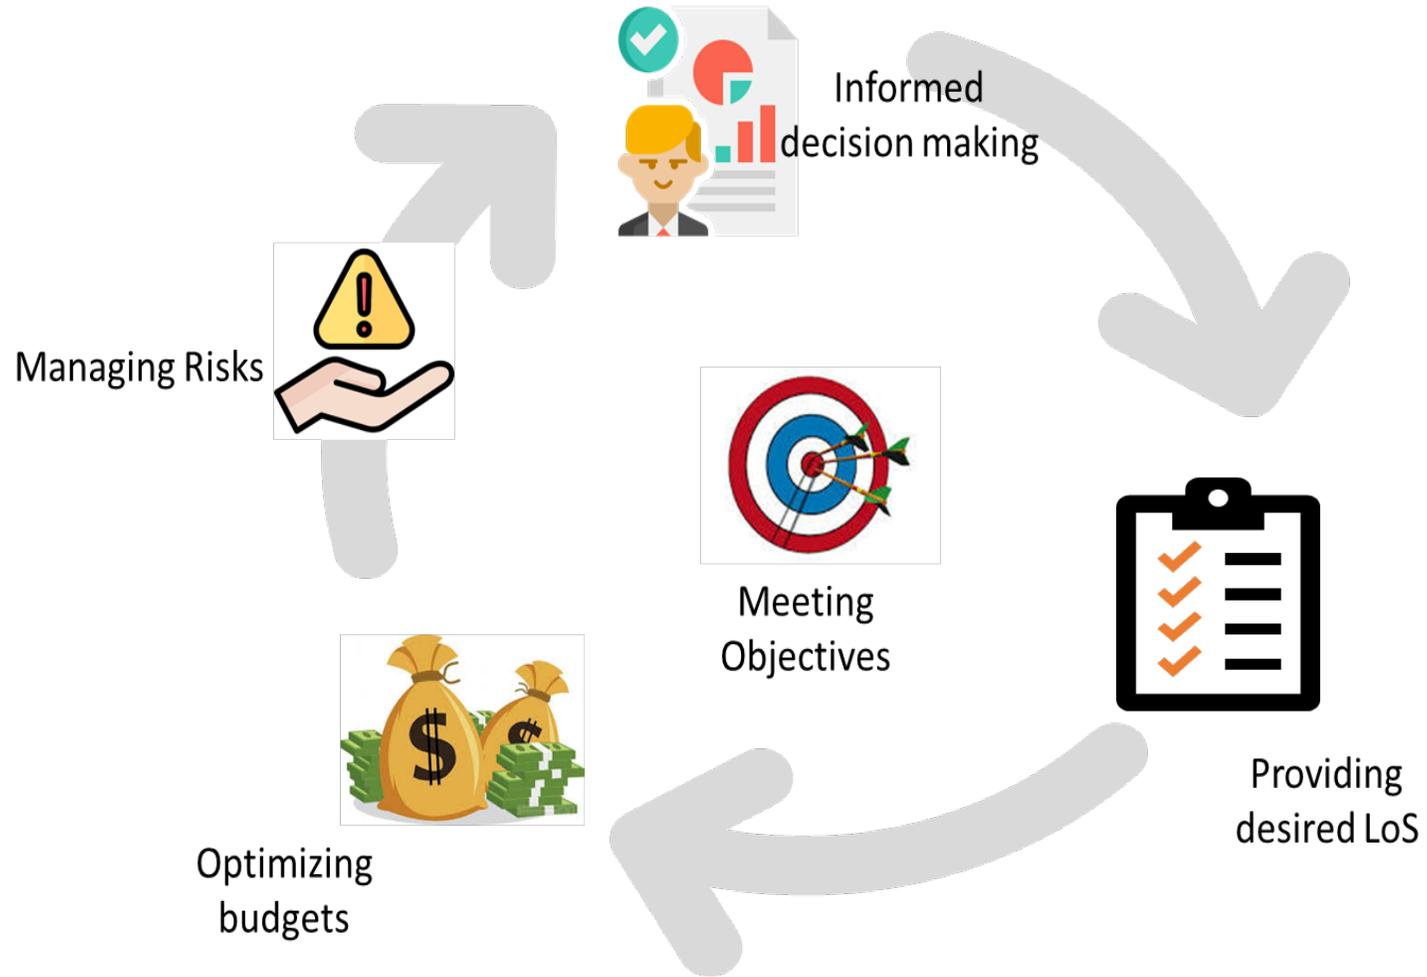 Informed
decision making
Managing Risks
Meeting
Objectives
Providing
desired LoS
Optimizing
budgets
$
$